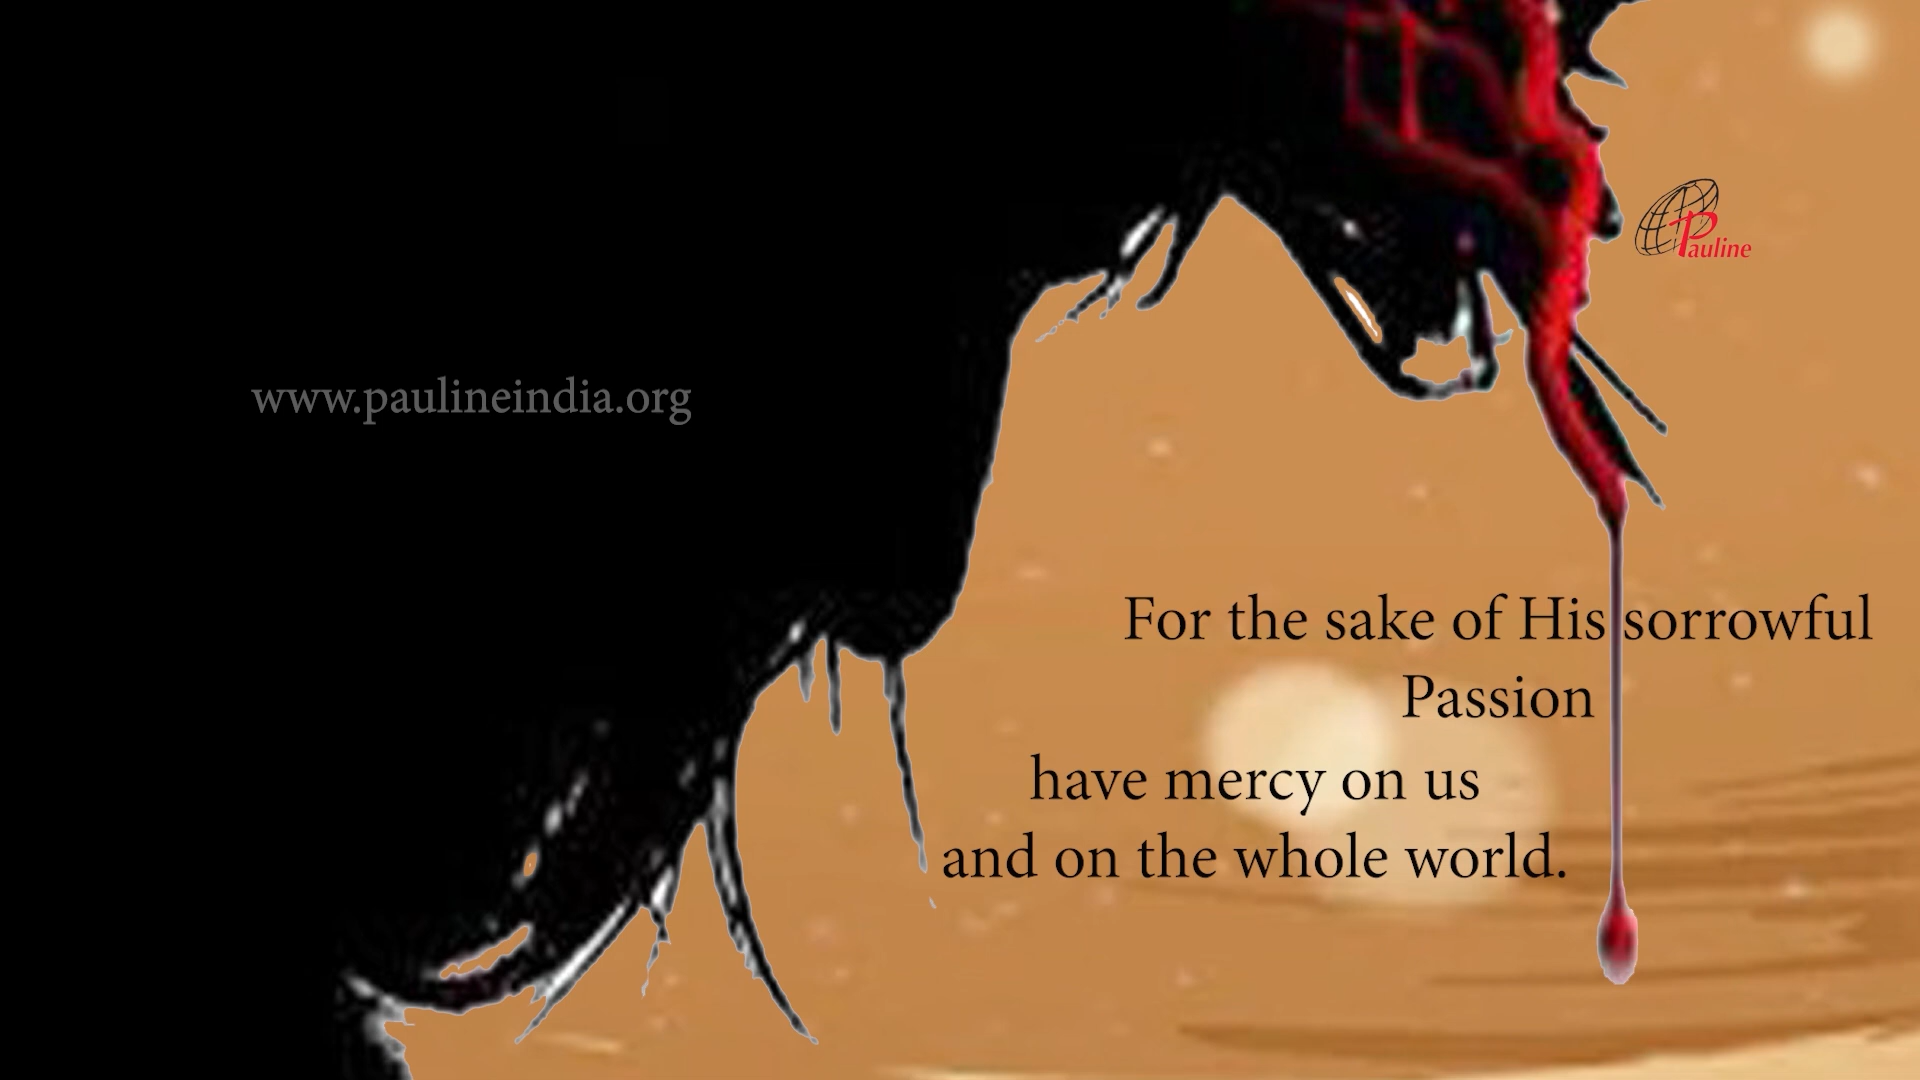 Pauline
www.paulineindia.org
For the sake of His sorrowful
Passion
have mercy on us
and on the whole world.